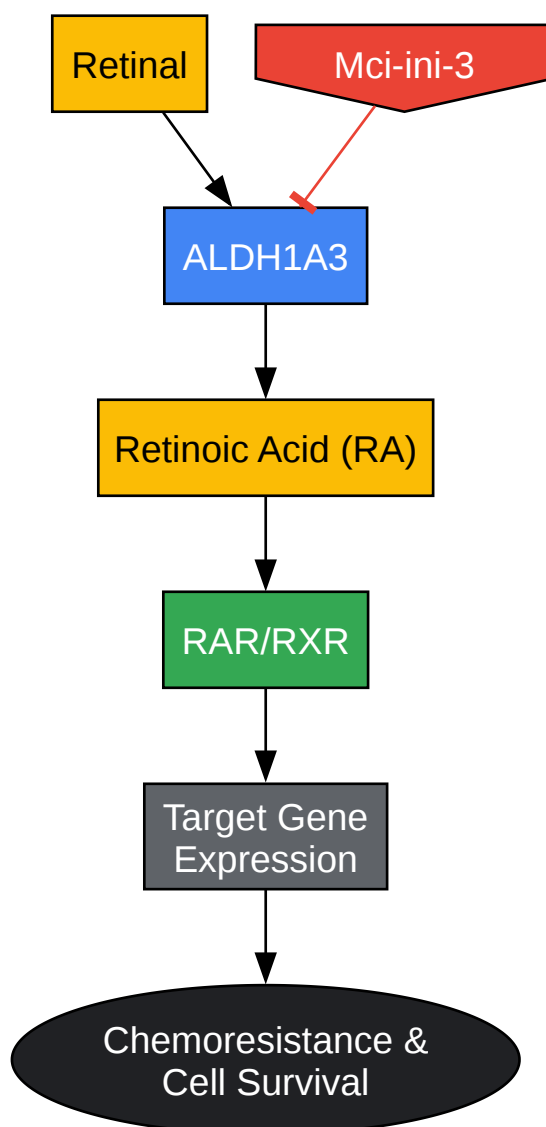 Retinal
Mci-ini-3
ALDH1A3
Retinoic Acid (RA)
RAR/RXR
Target Gene
Expression
Chemoresistance &
Cell Survival